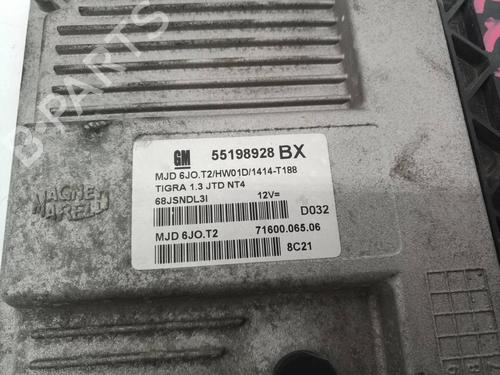 B-PARTS
GM 55198928 BX
MJD 6JO.T2/HW01D/1414-T188
TIGRA 1.3 JTD NT4
68JSNDL3I 12V=
D032
MJD 6JO.T2 71600.065.06
8C21
MAGNETI
MARELLI